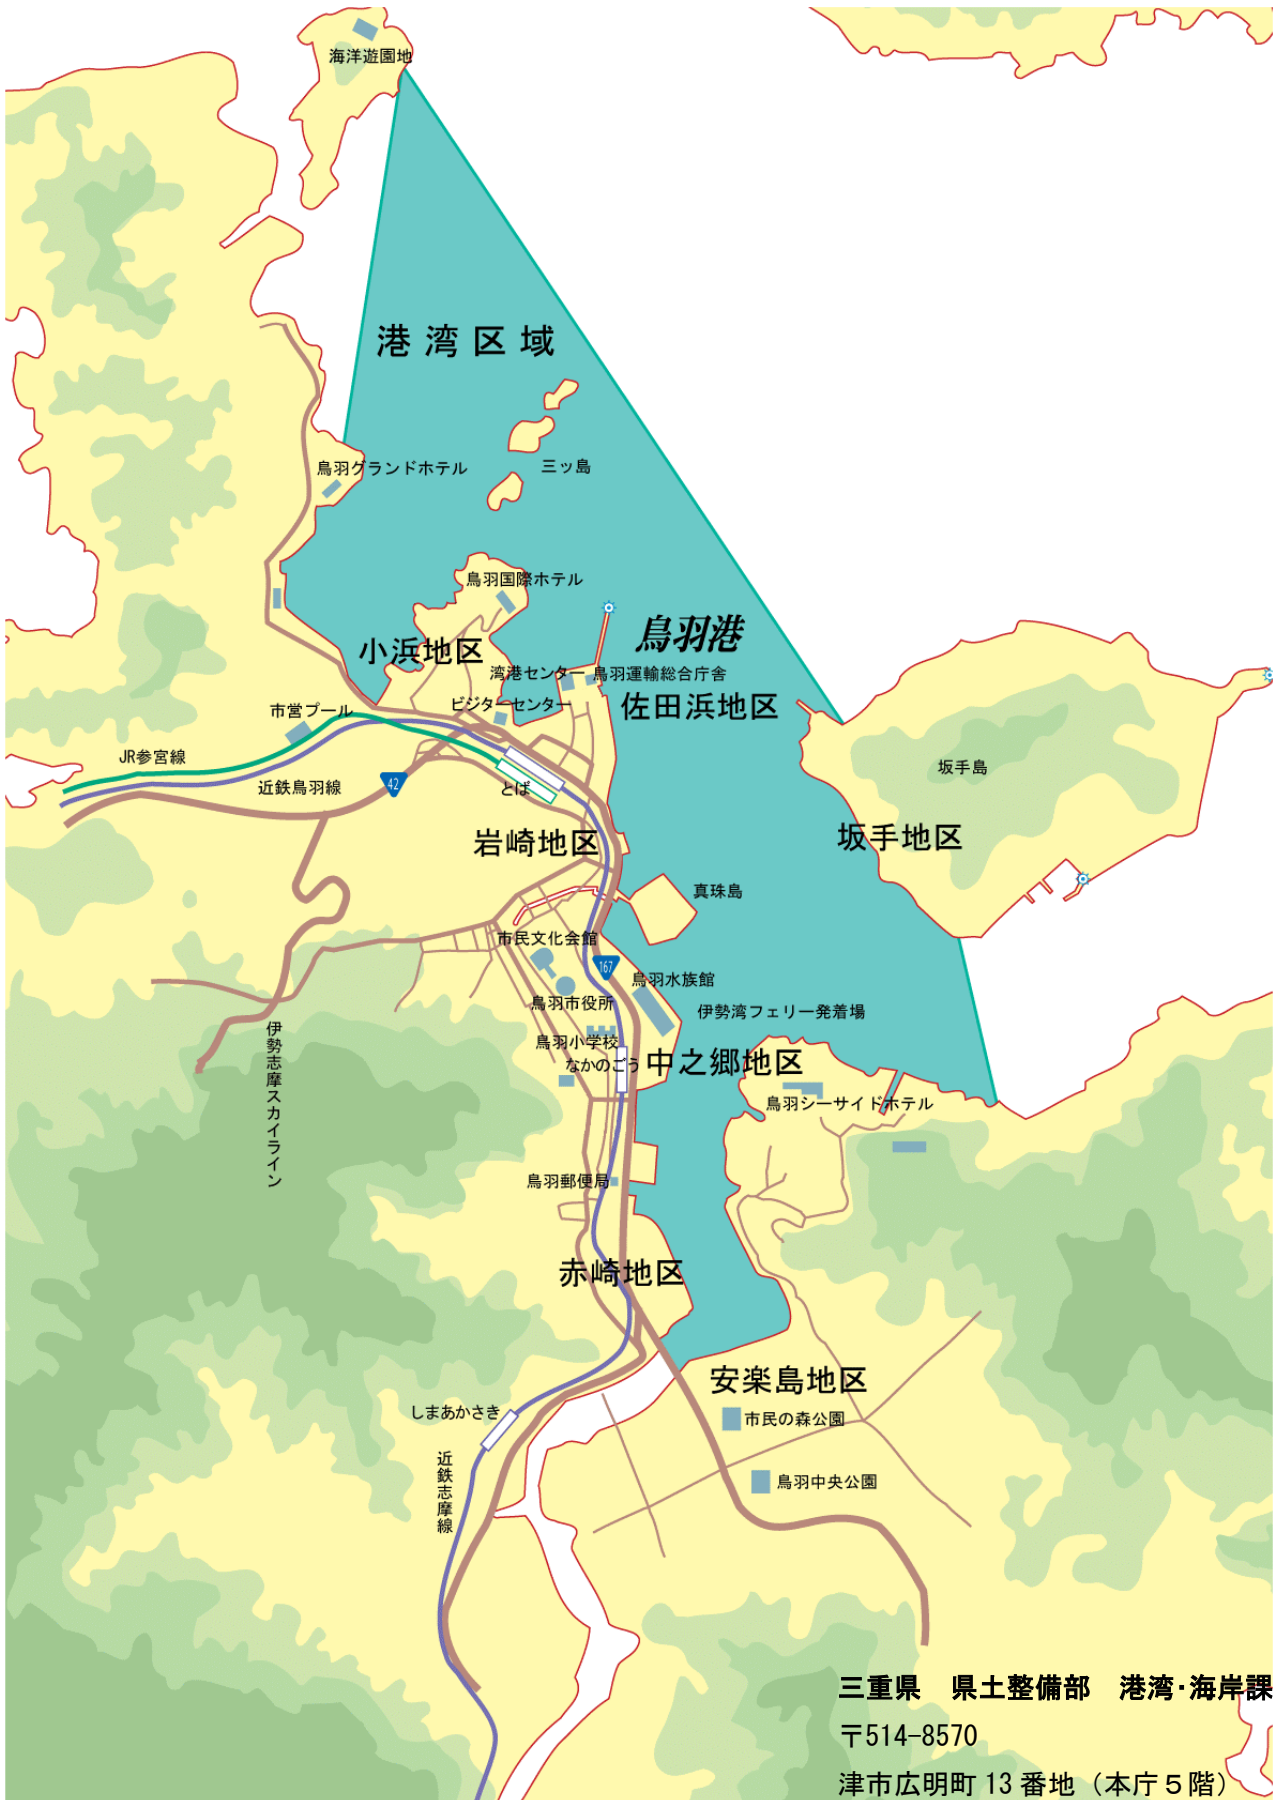 海洋遊園地
港湾区域
鳥羽グランドホテル
三ッ島
鳥羽国際ホテル
鳥羽港
小浜地区
湾港センター
鳥羽運輸総合庁舎
佐田浜地区
ビジターセンター
市営プール
JR参宮線
近鉄鳥羽線
42
とば
坂手島
岩崎地区
坂手地区
真珠島
市民文化会館
167
鳥羽水族館
鳥羽市役所
伊勢湾フェリー発着場
伊勢志摩スカイライン
鳥羽小学校
なかのごう
中之郷地区
鳥羽シーサイドホテル
鳥羽郵便局
赤崎地区
安楽島地区
しまあかさき
市民の森公園
近鉄志摩線
鳥羽中央公園
三重県　県土整備部　港湾・海岸課
〒514-8570
津市広明町 13 番地（本庁５階）